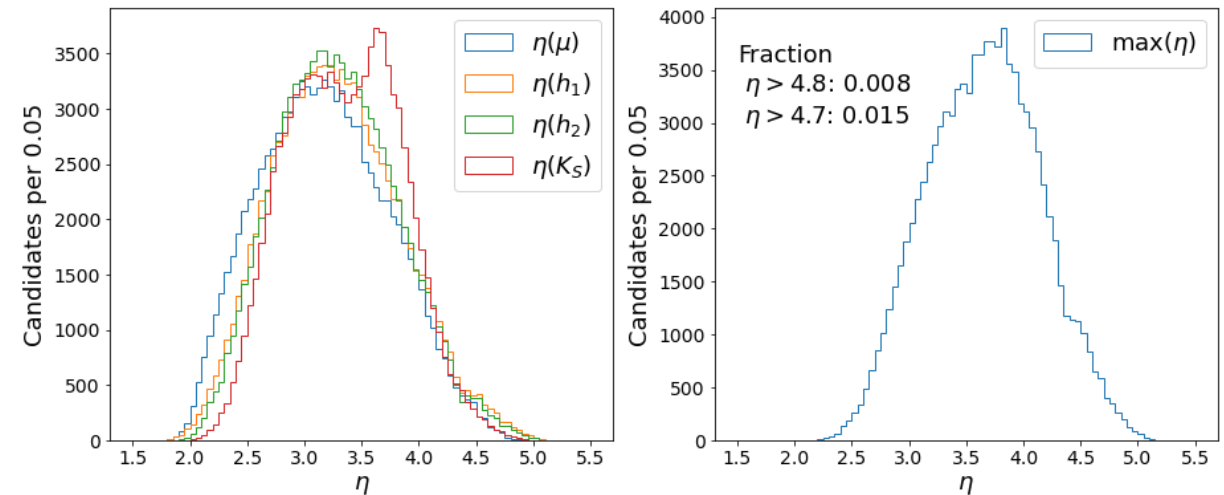 Candidates per 0.05
3500
3000
2500
2000
1500
1000
500
0
1.5 2.0 2.5 3.0 3.5 4.0 4.5 5.0 5.5
η
η(μ)
η(h₁)
η(h₂)
η(K_S)
Candidates per 0.05
4000
3500
3000
2500
2000
1500
1000
500
0
1.5 2.0 2.5 3.0 3.5 4.0 4.5 5.0 5.5
η
Fraction
η > 4.8: 0.008
η > 4.7: 0.015
max(η)